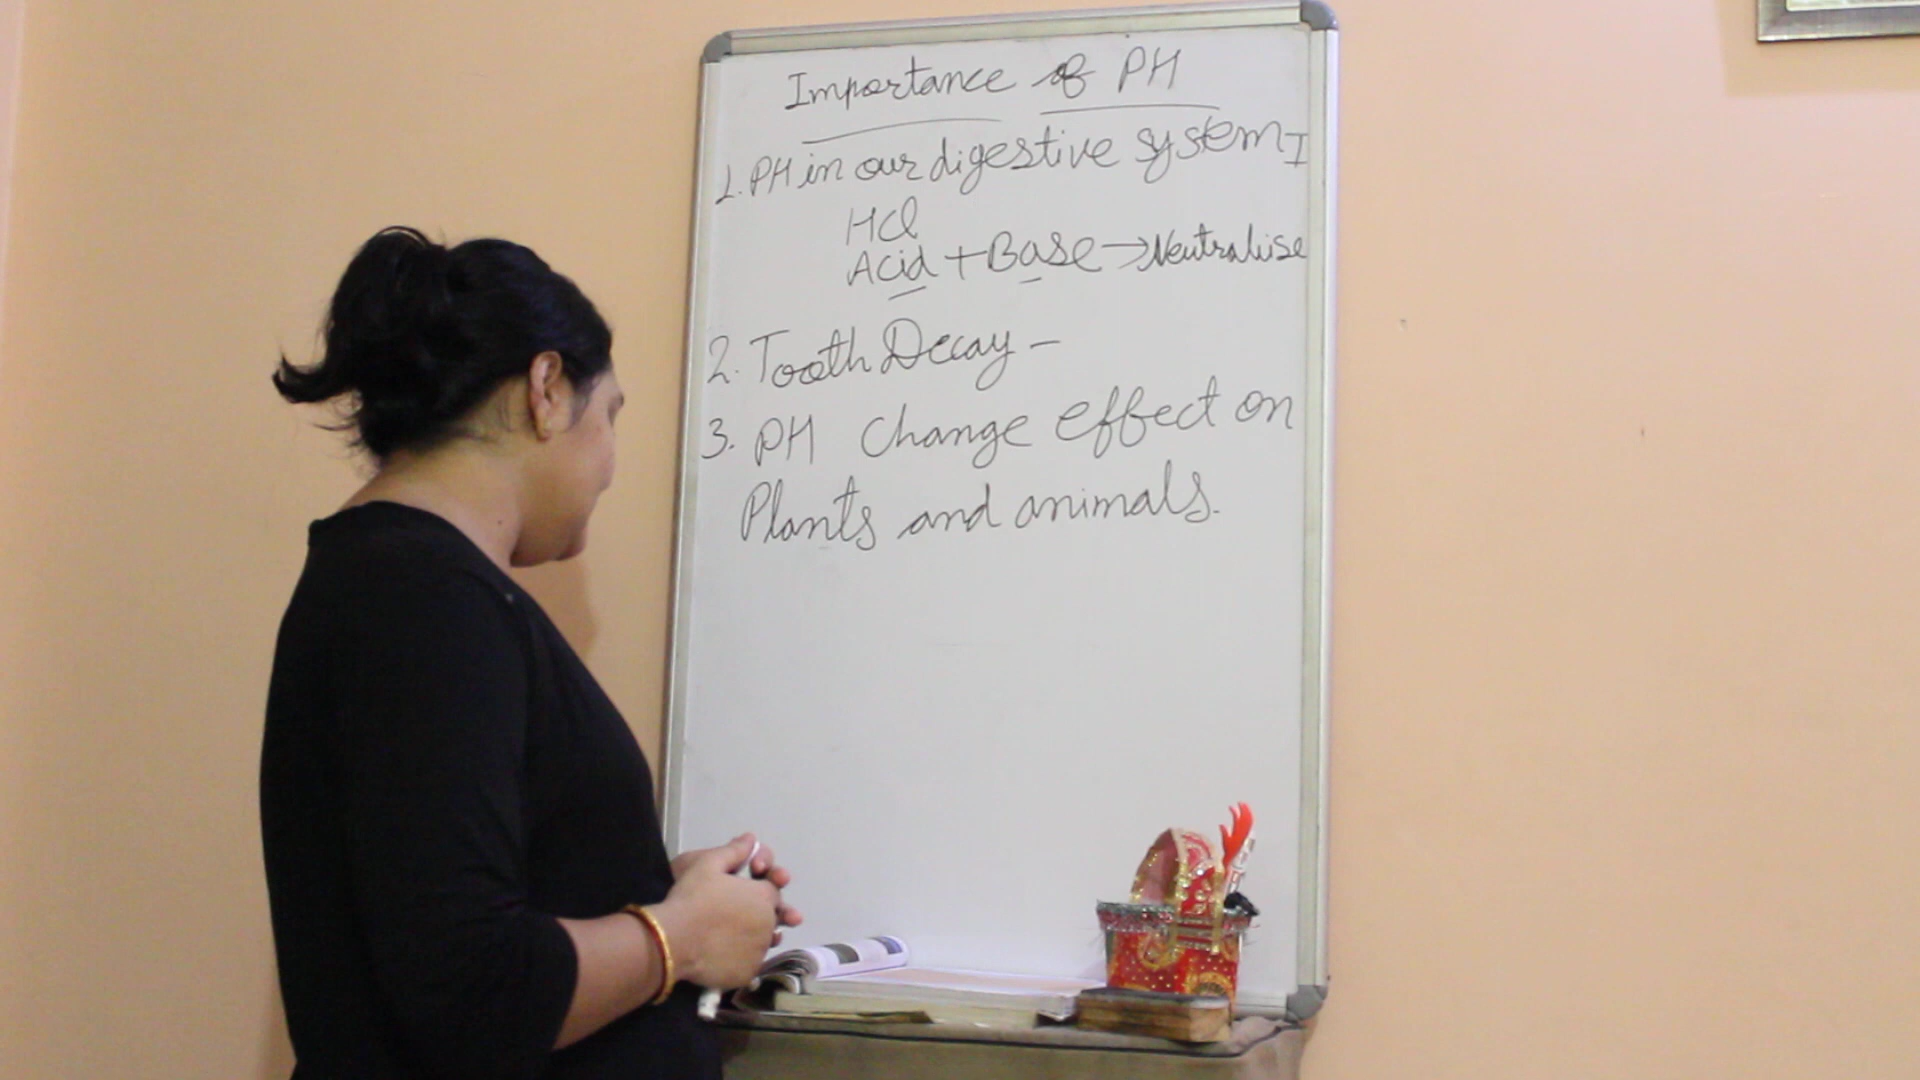 Importance of PH
1. PH in our digestive system I
HCl
Acid + Base → Neutralise
2. Tooth Decay -
3. PH change effect on
Plants and animals.